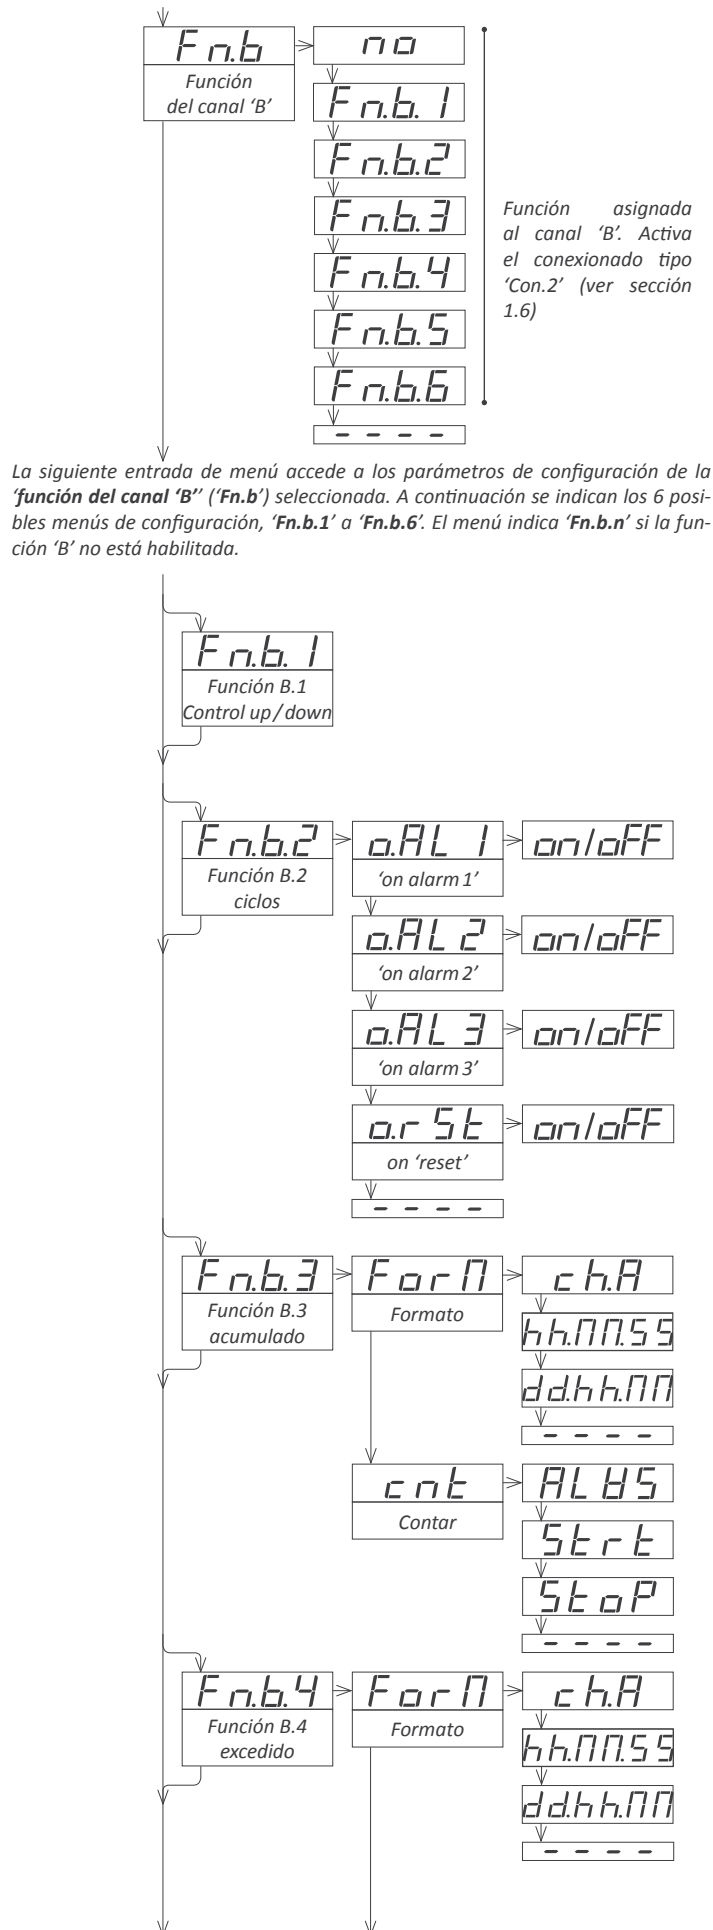 Fn.b
no
Función
del canal ‘B’
Fn.b.1
Fn.b.2
Fn.b.3
Fn.b.4
Fn.b.5
Fn.b.6
- - - -
Función asignada
al canal ‘B’. Activa
el conexionado tipo
‘Con.2’ (ver sección
1.6)
La siguiente entrada de menú accede a los parámetros de configuración de la
‘función del canal ‘B’’ (‘Fn.b’) seleccionada. A continuación se indican los 6 posi-
bles menús de configuración, ‘Fn.b.1’ a ‘Fn.b.6’. El menú indica ‘Fn.b.n’ si la fun-
ción ‘B’ no está habilitada.
Fn.b.1
Función B.1
Control up / down
Fn.b.2
Función B.2
ciclos
o.AL 1
on/oFF
‘on alarm 1’
o.AL 2
on/oFF
‘on alarm 2’
o.AL 3
on/oFF
‘on alarm 3’
o.rSt
on/oFF
on ‘reset’
- - - -
Fn.b.3
Función B.3
acumulado
ForM
Formato
ch.A
hh.MM.SS
dd.hh.MM
- - - -
cnt
Contar
ALWS
Strt
StoP
- - - -
Fn.b.4
Función B.4
excedido
ForM
Formato
ch.A
hh.MM.SS
dd.hh.MM
- - - -